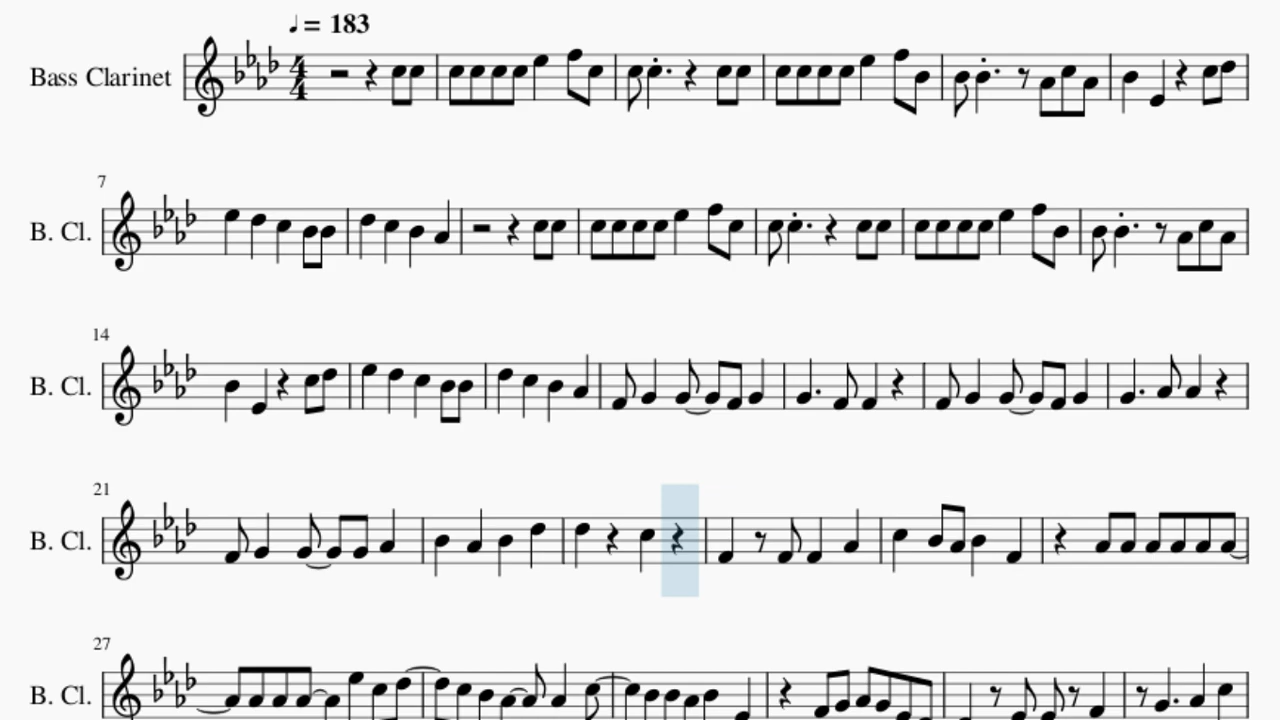 ♩ = 183
Bass Clarinet
4
4
7
B. Cl.
14
B. Cl.
21
B. Cl.
27
B. Cl.